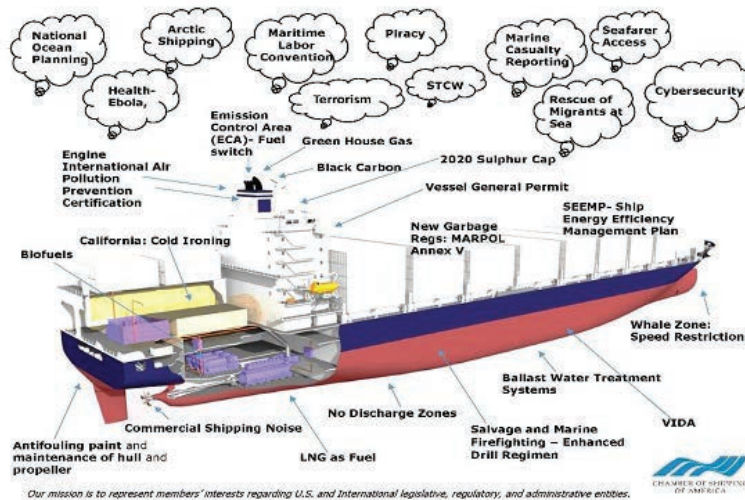 National
Ocean
Planning
Arctic
Shipping
Maritime
Labor
Convention
Piracy
Marine
Casualty
Reporting
Seafarer
Access
Health-
Ebola,
Terrorism
STCW
Rescue of
Migrants at
Sea
Cybersecurity
Emission
Control Area
(ECA)- Fuel
switch
Green House Gas
Black Carbon
2020 Sulphur Cap
Engine
International Air
Pollution
Prevention
Certification
Vessel General Permit
SEEMP- Ship
Energy Efficiency
Management Plan
New Garbage
Regs: MARPOL
Annex V
California: Cold Ironing
Biofuels
Whale Zone:
Speed Restriction
Ballast Water Treatment
Systems
No Discharge Zones
VIDA
Commercial Shipping Noise
Salvage and Marine
Firefighting – Enhanced
Drill Regimen
Antifouling paint and
maintenance of hull and
propeller
LNG as Fuel
CHAMBER OF SHIPPING
OF AMERICA
Our mission is to represent members' interests regarding U.S. and International legislative, regulatory, and administrative entities.